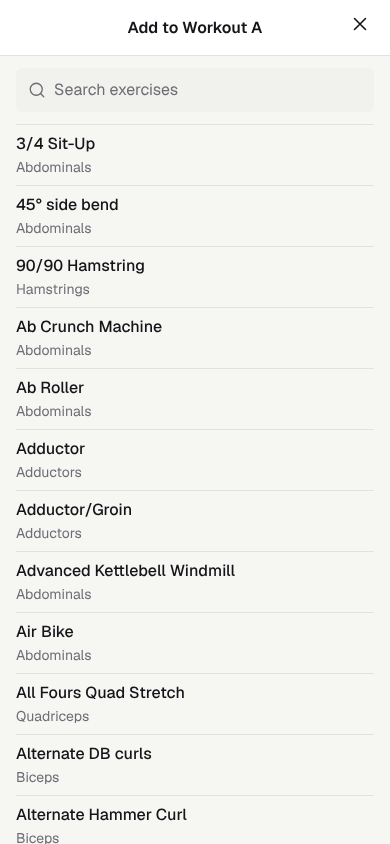 Add to Workout A
Search exercises
3/4 Sit-Up
Abdominals
45° side bend
Abdominals
90/90 Hamstring
Hamstrings
Ab Crunch Machine
Abdominals
Ab Roller
Abdominals
Adductor
Adductors
Adductor/Groin
Adductors
Advanced Kettlebell Windmill
Abdominals
Air Bike
Abdominals
All Fours Quad Stretch
Quadriceps
Alternate DB curls
Biceps
Alternate Hammer Curl
Biceps